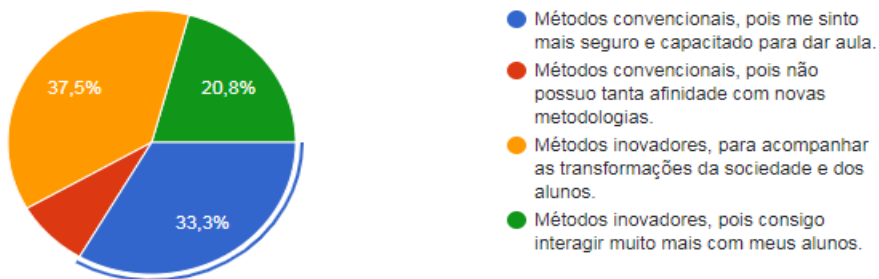 37,5%
20,8%
33,3%
Métodos convencionais, pois me sinto
mais seguro e capacitado para dar aula.
Métodos convencionais, pois não
possuo tanta afinidade com novas
metodologias.
Métodos inovadores, para acompanhar
as transformações da sociedade e dos
alunos.
Métodos inovadores, pois consigo
interagir muito mais com meus alunos.